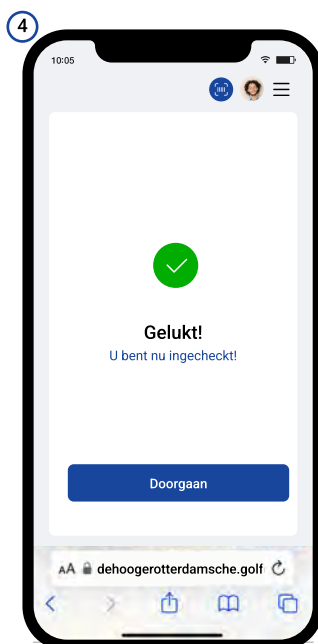 4
10:05
Gelukt!
U bent nu ingecheckt!
Doorgaan
AA dehoogerotterdamsche.golf